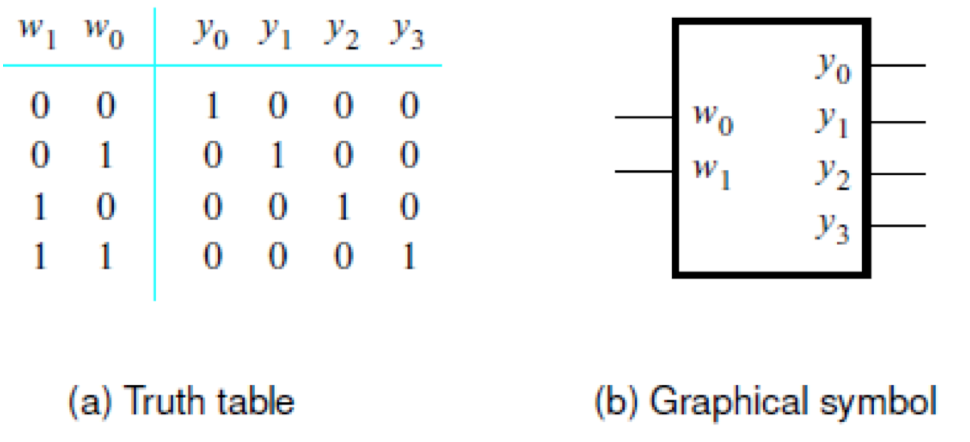 w1 w0 y0 y1 y2 y3
0 0 1 0 0 0
0 1 0 1 0 0
1 0 0 0 1 0
1 1 0 0 0 1
(a) Truth table
w0
w1
y0
y1
y2
y3
(b) Graphical symbol